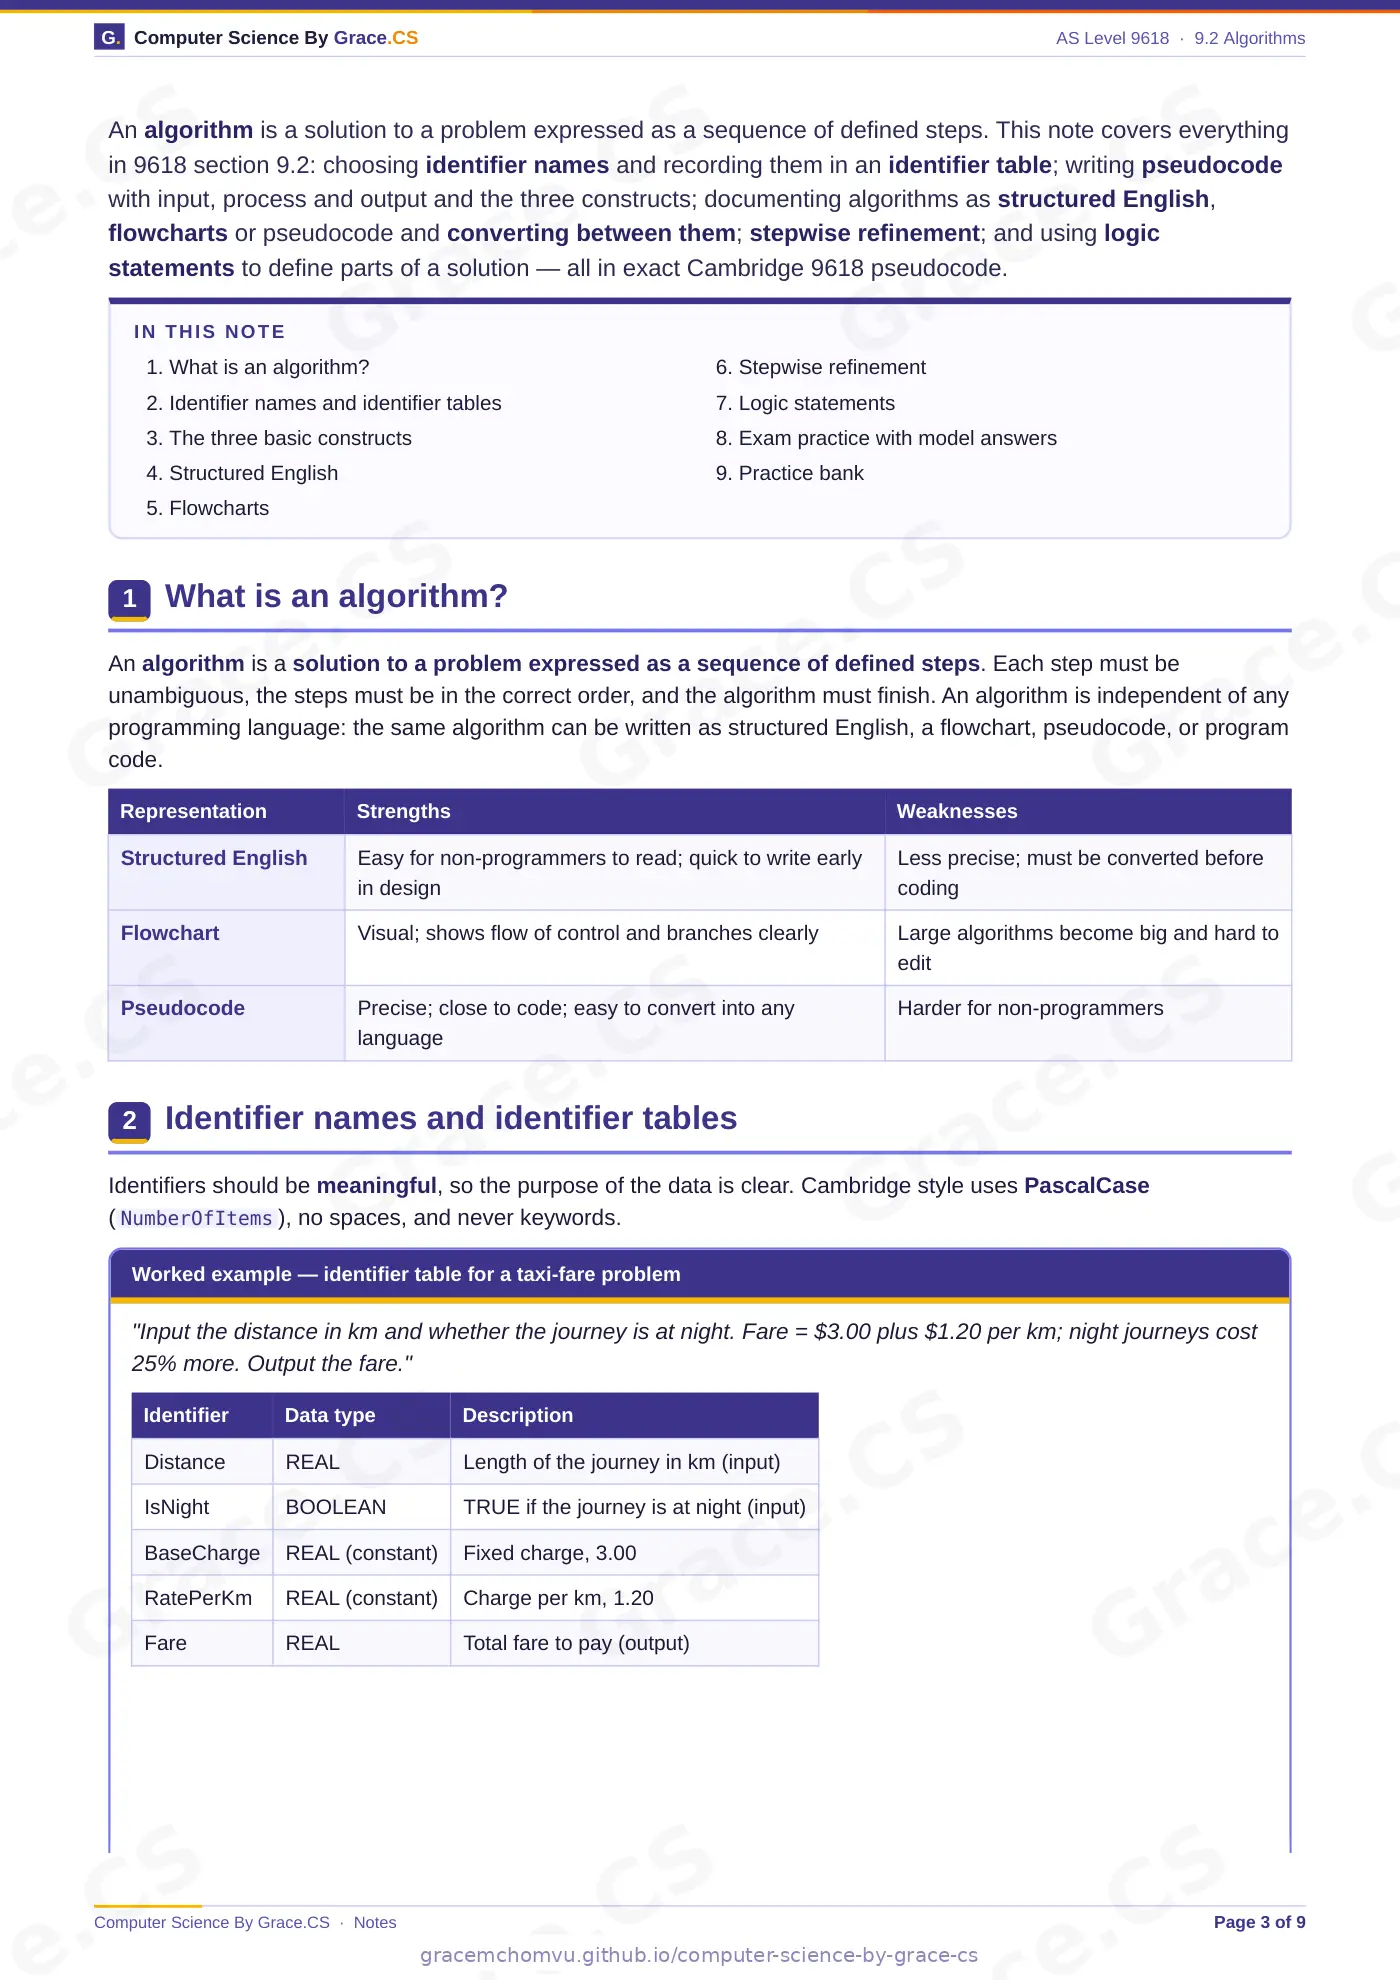 G. Computer Science By Grace.CS
AS Level 9618 · 9.2 Algorithms
An algorithm is a solution to a problem expressed as a sequence of defined steps. This note covers everything
in 9618 section 9.2: choosing identifier names and recording them in an identifier table; writing pseudocode
with input, process and output and the three constructs; documenting algorithms as structured English,
flowcharts or pseudocode and converting between them; stepwise refinement; and using logic
statements to define parts of a solution — all in exact Cambridge 9618 pseudocode.
IN THIS NOTE
1. What is an algorithm?
2. Identifier names and identifier tables
3. The three basic constructs
4. Structured English
5. Flowcharts
6. Stepwise refinement
7. Logic statements
8. Exam practice with model answers
9. Practice bank
1 What is an algorithm?
An algorithm is a solution to a problem expressed as a sequence of defined steps. Each step must be
unambiguous, the steps must be in the correct order, and the algorithm must finish. An algorithm is independent of any
programming language: the same algorithm can be written as structured English, a flowchart, pseudocode, or program
code.
Representation Strengths Weaknesses
Structured English Easy for non-programmers to read; quick to write early Less precise; must be converted before
in design coding
Flowchart Visual; shows flow of control and branches clearly Large algorithms become big and hard to
edit
Pseudocode Precise; close to code; easy to convert into any Harder for non-programmers
language
2 Identifier names and identifier tables
Identifiers should be meaningful, so the purpose of the data is clear. Cambridge style uses PascalCase
(NumberOfItems), no spaces, and never keywords.
Worked example — identifier table for a taxi-fare problem
"Input the distance in km and whether the journey is at night. Fare = $3.00 plus $1.20 per km; night journeys cost
25% more. Output the fare."
Identifier Data type Description
Distance REAL Length of the journey in km (input)
IsNight BOOLEAN TRUE if the journey is at night (input)
BaseCharge REAL (constant) Fixed charge, 3.00
RatePerKm REAL (constant) Charge per km, 1.20
Fare REAL Total fare to pay (output)
Computer Science By Grace.CS · Notes
Page 3 of 9
gracemchomvu.github.io/computer-science-by-grace-cs